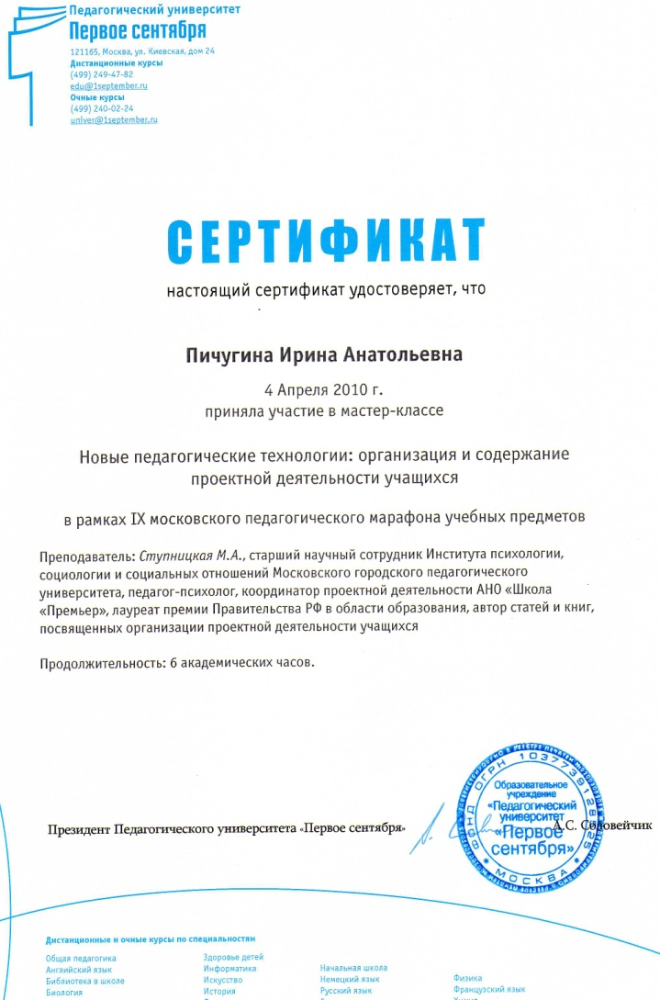 Педагогический университет
Первое сентября
121165, Москва, ул. Киевская, дом 24
Дистанционные курсы
(499) 249-47-82
edu@1september.ru
Очные курсы
(499) 240-02-24
univer@1september.ru
СЕРТИФИКАТ
настоящий сертификат удостоверяет, что
Пичугина Ирина Анатольевна
4 Апреля 2010 г.
приняла участие в мастер-классе
Новые педагогические технологии: организация и содержание
проектной деятельности учащихся
в рамках IX московского педагогического марафона учебных предметов
Преподаватель: Ступницкая М.А., старший научный сотрудник Института психологии,
социологии и социальных отношений Московского городского педагогического
университета, педагог-психолог, координатор проектной деятельности АНО «Школа
«Премьер», лауреат премии Правительства РФ в области образования, автор статей и книг,
посвященных организации проектной деятельности учащихся
Продолжительность: 6 академических часов.
Президент Педагогического университета «Первое сентября»
А.С. Соловейчик
ФОНД ОГРН
Образовательное
учреждение
«Педагогический
университет
«Первое
сентября»
МОСКВА
Дистанционные и очные курсы по специальностям
Общая педагогика
Английский язык
Библиотека в школе
Биология
Здоровье детей
Информатика
Искусство
История
Начальная школа
Немецкий язык
Русский язык
Физика
Французский язык
Химия